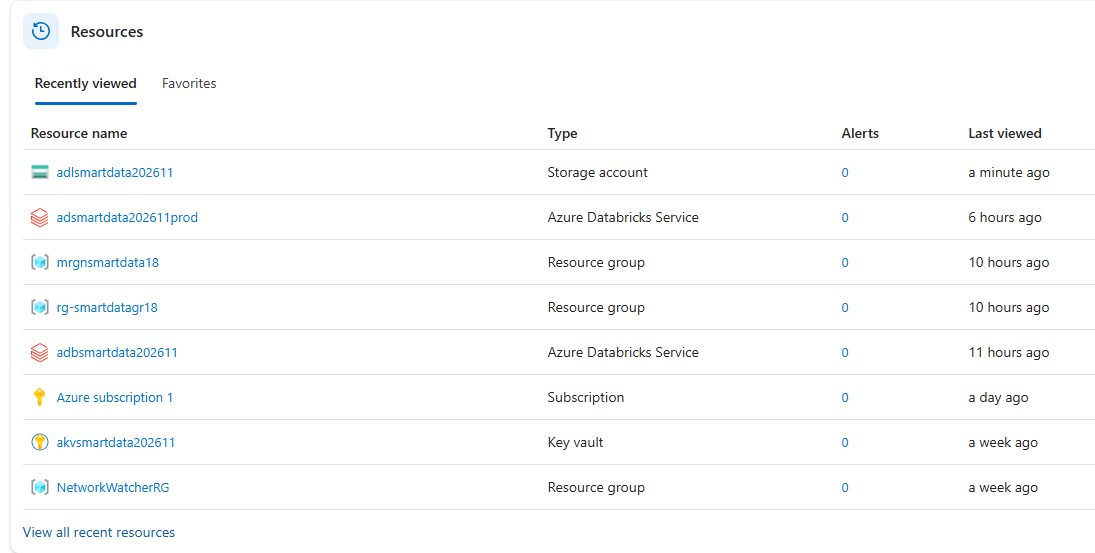 Resources
Recently viewed Favorites
Resource name Type Alerts Last viewed
adlsmartdata202611 Storage account 0 a minute ago
adsmartdata202611prod Azure Databricks Service 0 6 hours ago
mrgnsmartdata18 Resource group 0 10 hours ago
rg-smartdatagr18 Resource group 0 10 hours ago
adbsmartdata202611 Azure Databricks Service 0 11 hours ago
Azure subscription 1 Subscription 0 a day ago
akvsmartdata202611 Key vault 0 a week ago
NetworkWatcherRG Resource group 0 a week ago
View all recent resources